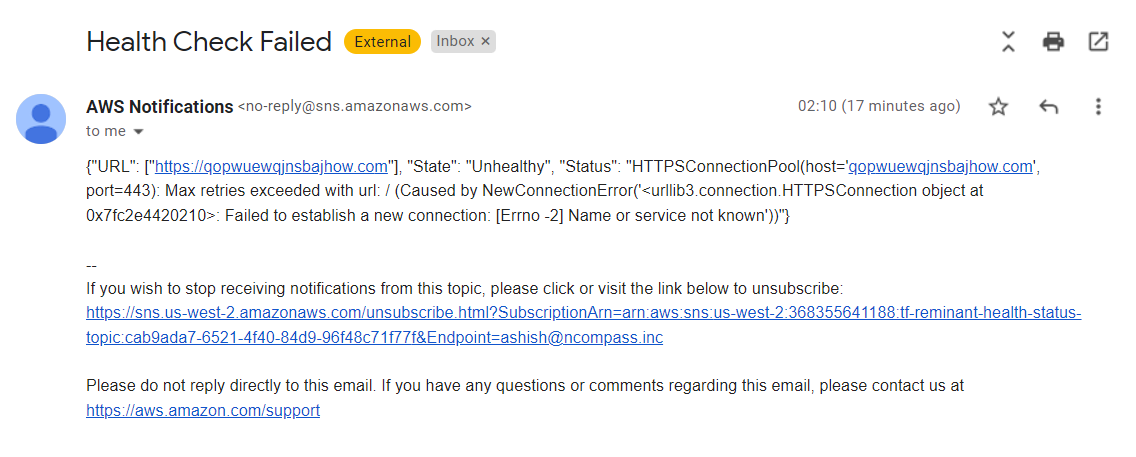 Health Check Failed External Inbox ×
AWS Notifications <no-reply@sns.amazonaws.com> 02:10 (17 minutes ago)
to me
{"URL": ["https://qopwuewqjnsbajhow.com"], "State": "Unhealthy", "Status": "HTTPSConnectionPool(host='qopwuewqjnsbajhow.com',
port=443): Max retries exceeded with url: / (Caused by NewConnectionError('<urllib3.connection.HTTPSConnection object at
0x7fc2e4420210>: Failed to establish a new connection: [Errno -2] Name or service not known'))"}
--
If you wish to stop receiving notifications from this topic, please click or visit the link below to unsubscribe:
https://sns.us-west-2.amazonaws.com/unsubscribe.html?SubscriptionArn=arn:aws:sns:us-west-2:368355641188:tf-reminant-health-status-
topic:cab9ada7-6521-4f40-84d9-96f48c71f77f&Endpoint=ashish@ncompass.inc
Please do not reply directly to this email. If you have any questions or comments regarding this email, please contact us at
https://aws.amazon.com/support